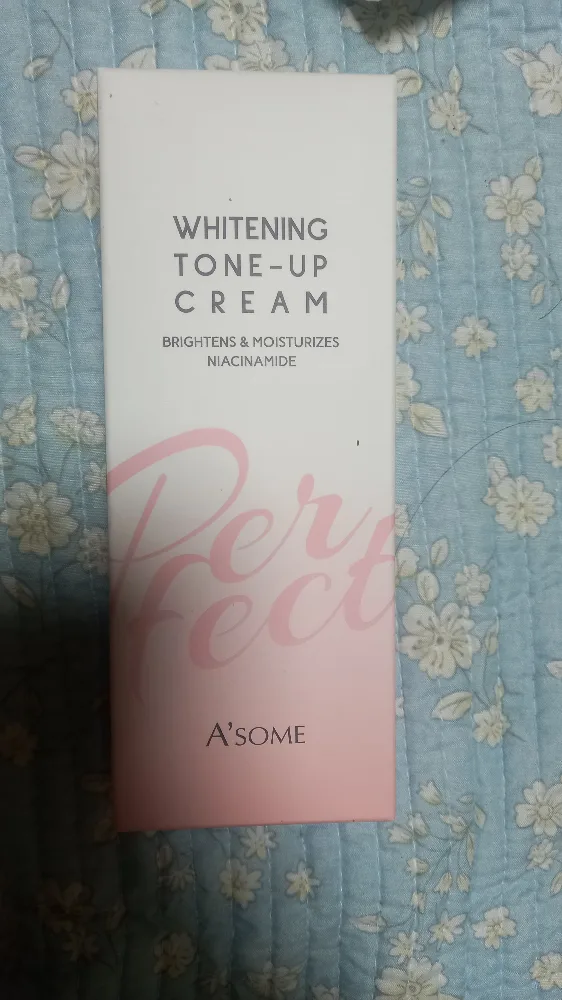 WHITENING
TONE-UP
CREAM
BRIGHTENS & MOISTURIZES
NIACINAMIDE
Per
fect
A'SOME